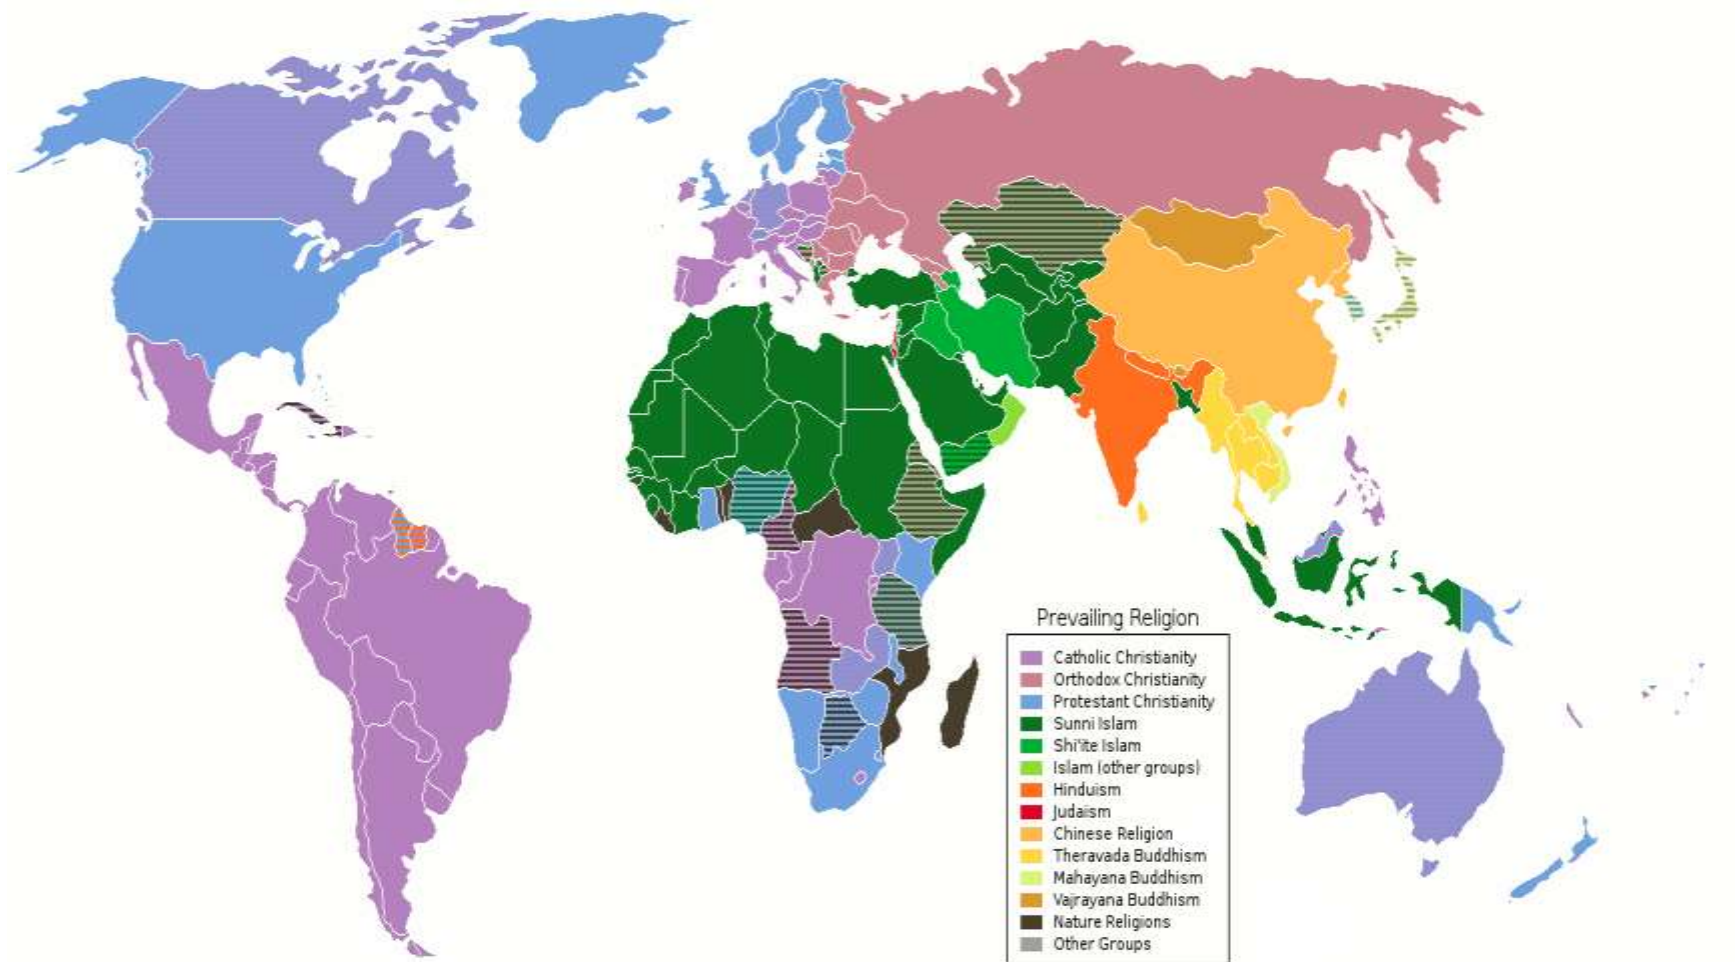 Prevailing Religion
Catholic Christianity
Orthodox Christianity
Protestant Christianity
Sunni Islam
Shi'ite Islam
Islam (other groups)
Hinduism
Judaism
Chinese Religion
Theravada Buddhism
Mahayana Buddhism
Vajrayana Buddhism
Nature Religions
Other Groups